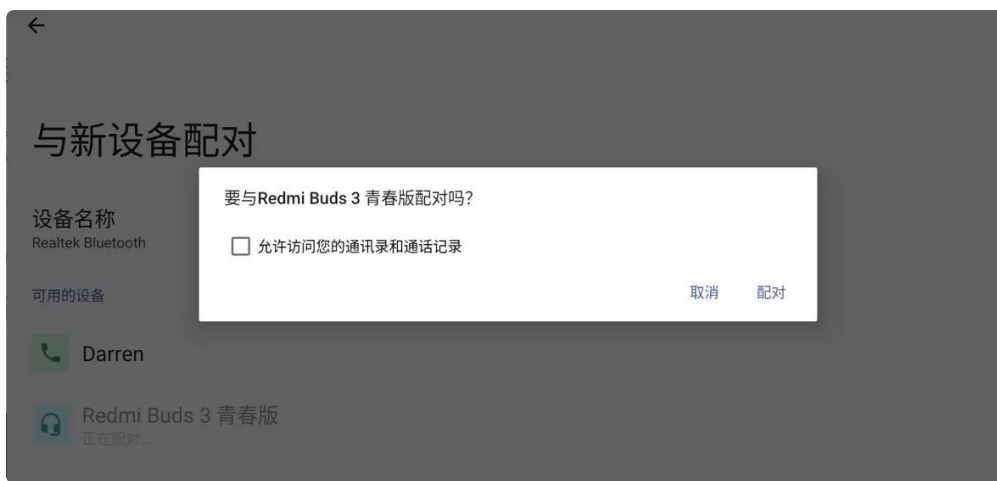 与新设备配对
要与Redmi Buds 3 青春版配对吗?
设备名称
Realtek Bluetooth
允许访问您的通讯录和通话记录
可用的设备
取消 配对
Darren
Redmi Buds 3 青春版
正在配对...